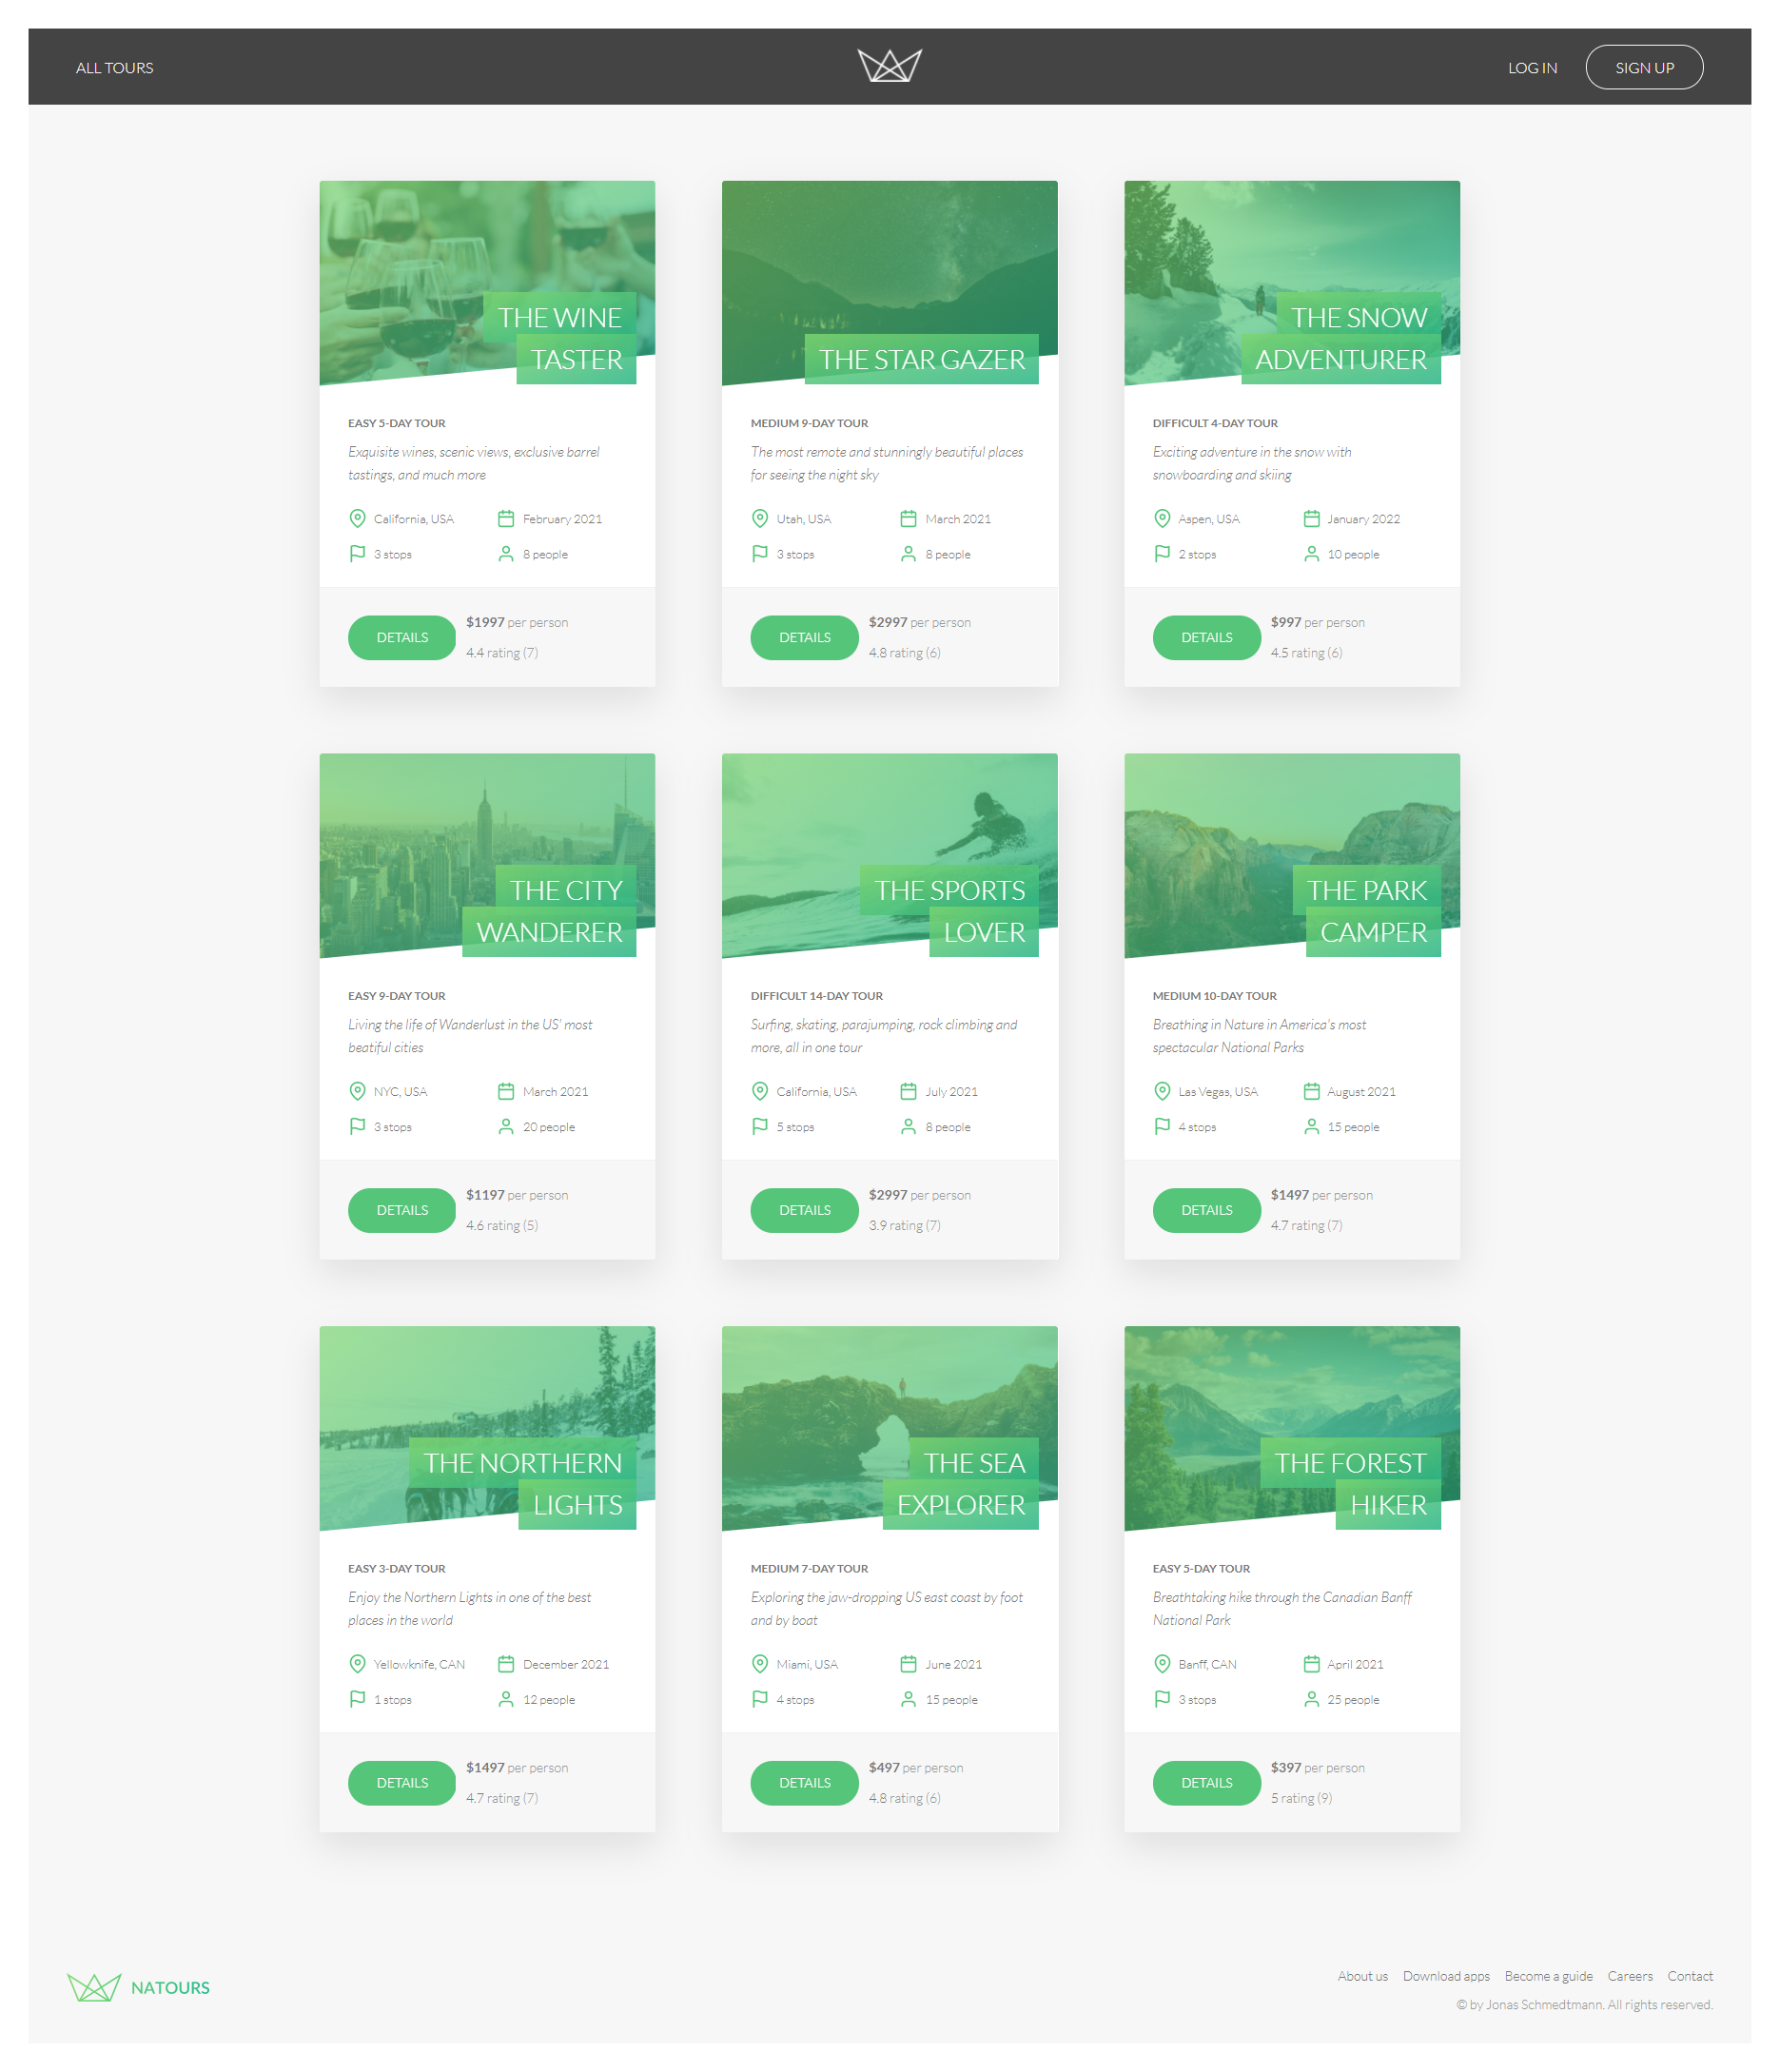 ALL TOURS
LOG IN
SIGN UP
THE WINE
TASTER
EASY 5-DAY TOUR
Exquisite wines, scenic views, exclusive barrel
tastings, and much more
California, USA
February 2021
3 stops
8 people
DETAILS
$1997 per person
4.4 rating (7)
THE STAR GAZER
MEDIUM 9-DAY TOUR
The most remote and stunningly beautiful places
for seeing the night sky
Utah, USA
March 2021
3 stops
8 people
DETAILS
$2997 per person
4.8 rating (6)
THE SNOW
ADVENTURER
DIFFICULT 4-DAY TOUR
Exciting adventure in the snow with
snowboarding and skiing
Aspen, USA
January 2022
2 stops
10 people
DETAILS
$997 per person
4.5 rating (6)
THE CITY
WANDERER
EASY 9-DAY TOUR
Living the life of Wanderlust in the US' most
beatiful cities
NYC, USA
March 2021
3 stops
20 people
DETAILS
$1197 per person
4.6 rating (5)
THE SPORTS
LOVER
DIFFICULT 14-DAY TOUR
Surfing, skating, parajumping, rock climbing and
more, all in one tour
California, USA
July 2021
5 stops
8 people
DETAILS
$2997 per person
3.9 rating (7)
THE PARK
CAMPER
MEDIUM 10-DAY TOUR
Breathing in Nature in America's most
spectacular National Parks
Las Vegas, USA
August 2021
4 stops
15 people
DETAILS
$1497 per person
4.7 rating (7)
THE NORTHERN
LIGHTS
EASY 3-DAY TOUR
Enjoy the Northern Lights in one of the best
places in the world
Yellowknife, CAN
December 2021
1 stops
12 people
DETAILS
$1497 per person
4.7 rating (7)
THE SEA
EXPLORER
MEDIUM 7-DAY TOUR
Exploring the jaw-dropping US east coast by foot
and by boat
Miami, USA
June 2021
4 stops
15 people
DETAILS
$497 per person
4.8 rating (6)
THE FOREST
HIKER
EASY 5-DAY TOUR
Breathtaking hike through the Canadian Banff
National Park
Banff, CAN
April 2021
3 stops
25 people
DETAILS
$397 per person
5 rating (9)
NATOURS
About us
Download apps
Become a guide
Careers
Contact
© by Jonas Schmedtmann. All rights reserved.